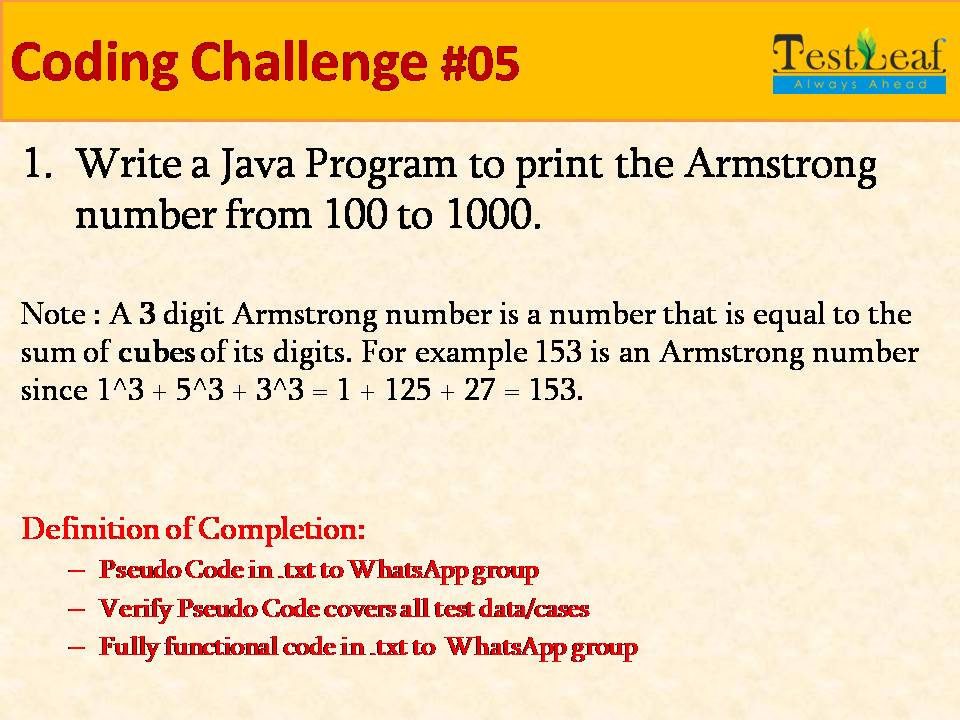 Coding Challenge #05
TestLeaf
Always Ahead
1. Write a Java Program to print the Armstrong
number from 100 to 1000.
Note : A 3 digit Armstrong number is a number that is equal to the
sum of cubes of its digits. For example 153 is an Armstrong number
since 1^3 + 5^3 + 3^3 = 1 + 125 + 27 = 153.
Definition of Completion:
– Pseudo Code in .txt to WhatsApp group
– Verify Pseudo Code covers all test data/cases
– Fully functional code in .txt to WhatsApp group